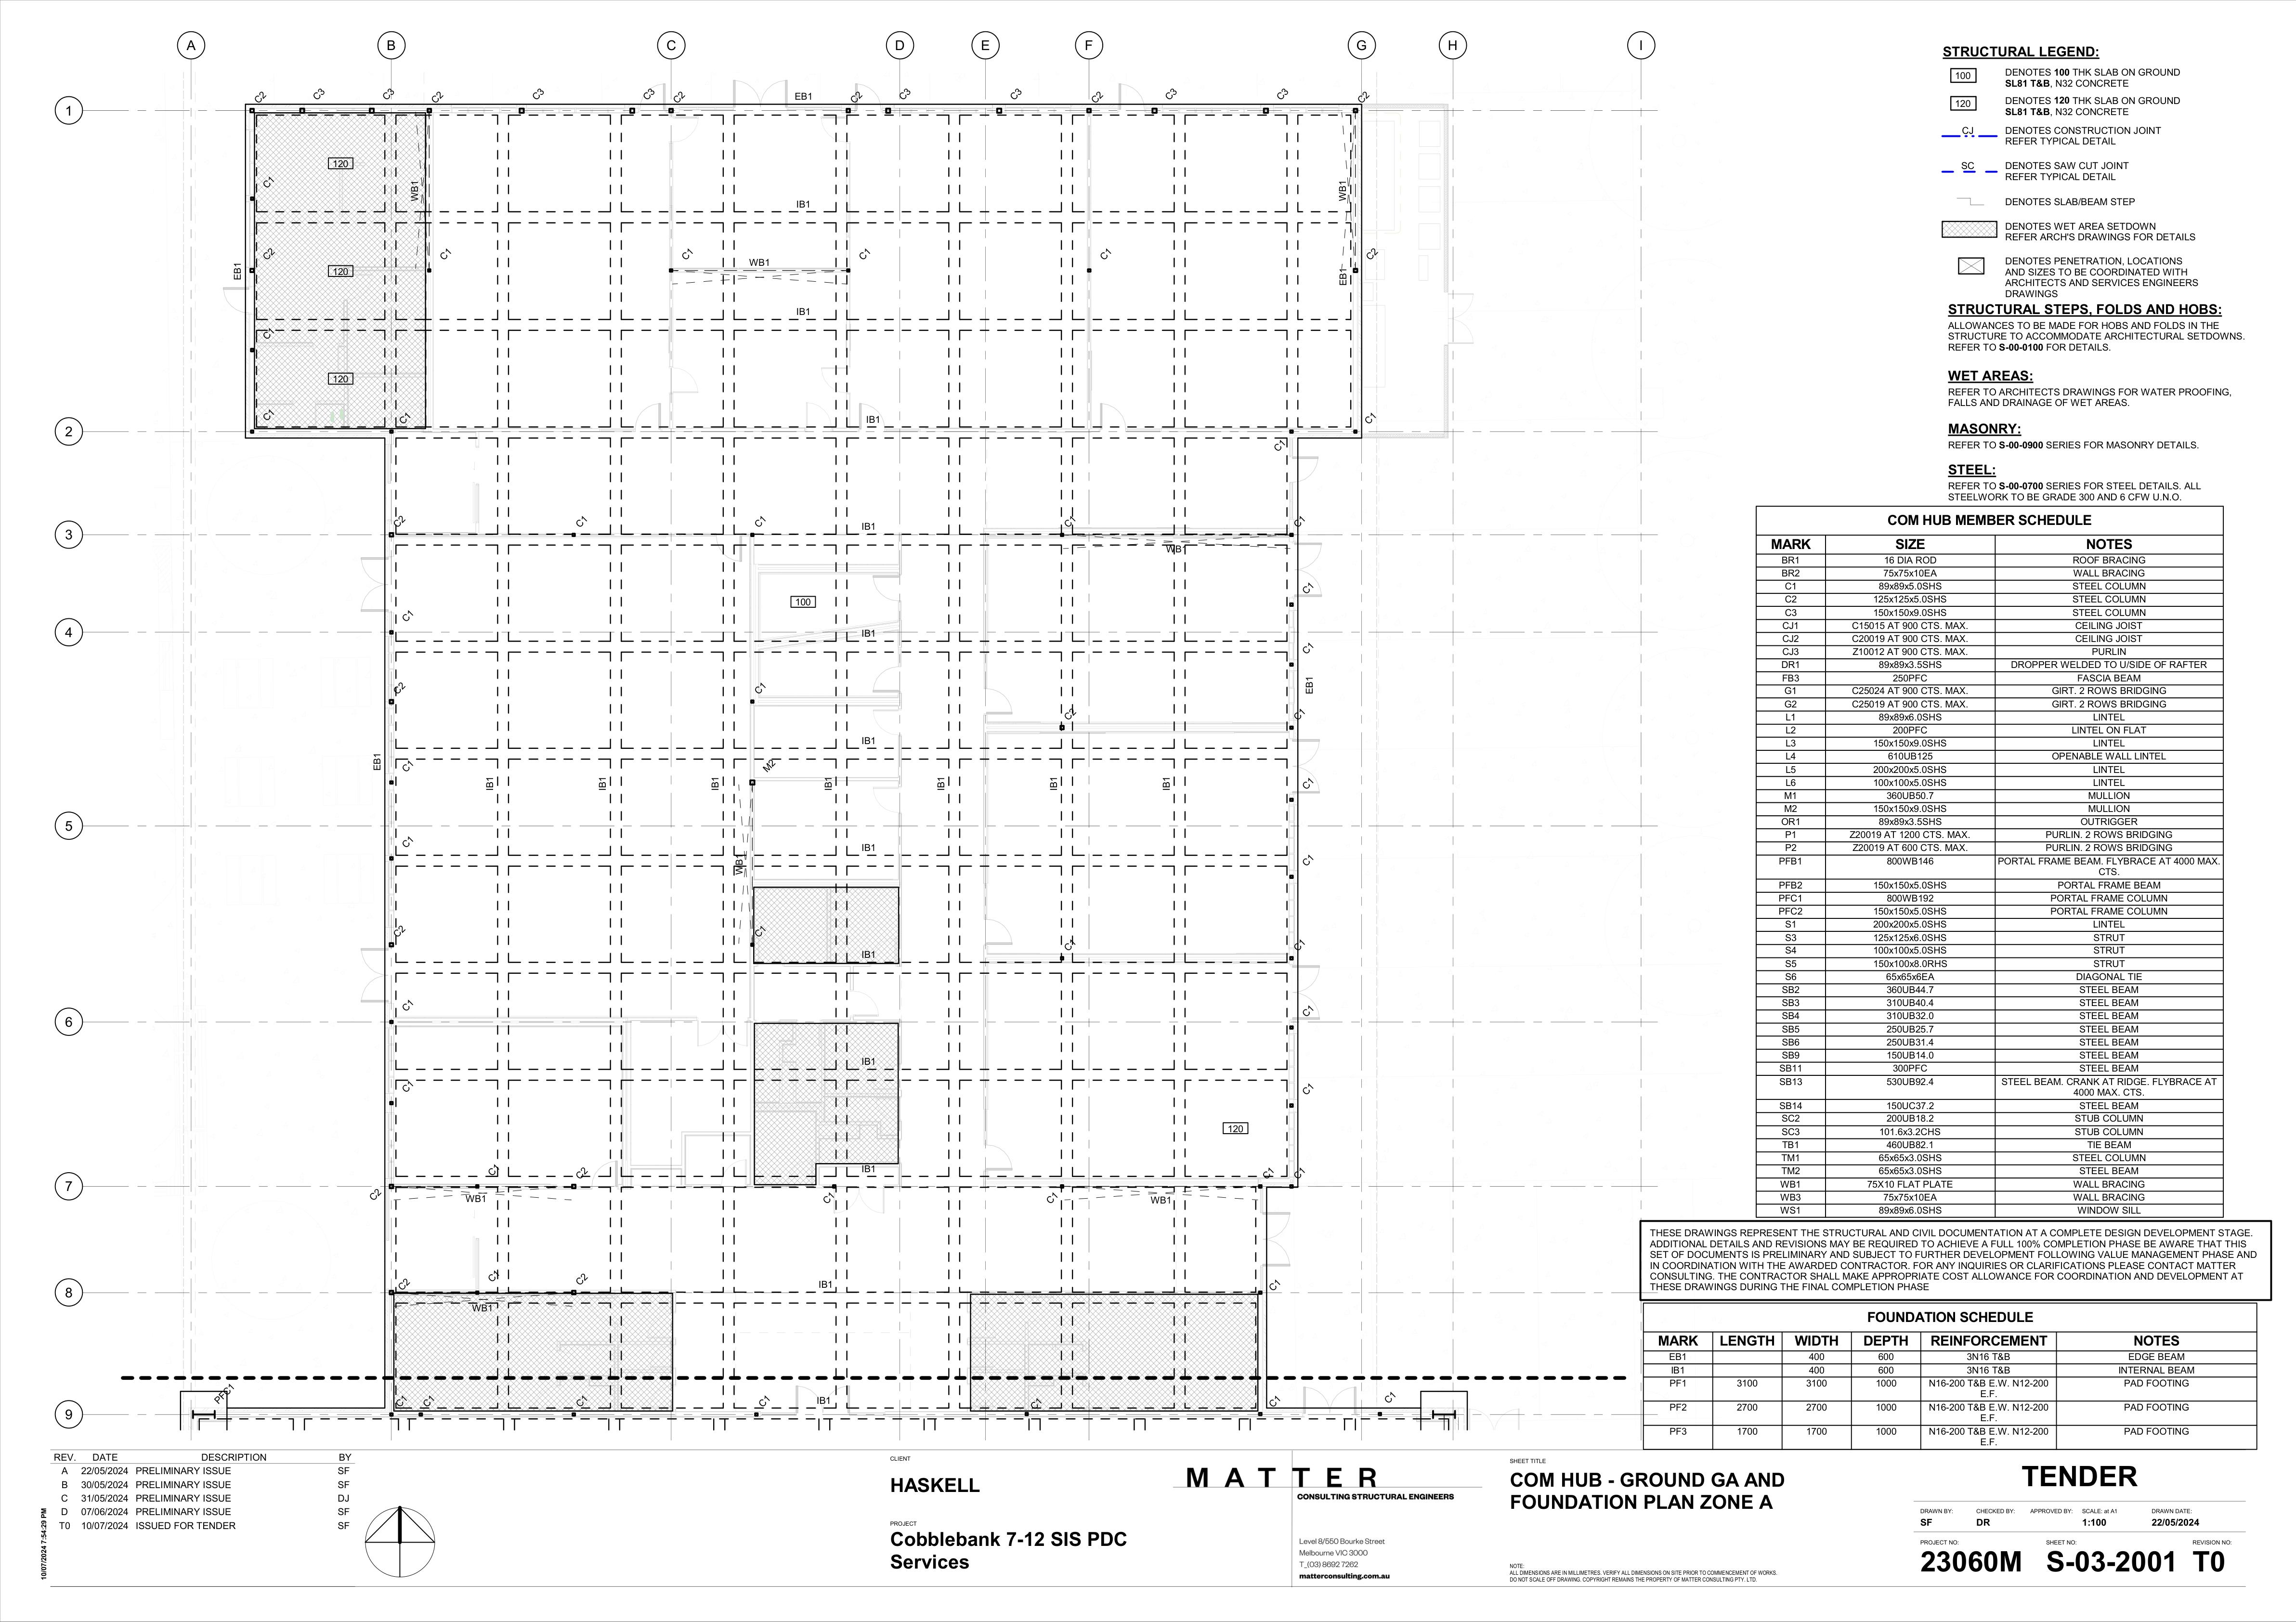 A B C D E F G H I
1
C2 C3 C3 C2 C3 C3 C2 EB1 C2 C3 C3 C2 C3 C3 C2
120
C1 WB1 WB1
IB1
C2 C1 C1 C1 C1 C2
EB1 120 WB1 EB1
IB1
C1
120
C1 C1 IB1 C1
2
C1
C2 C1 C1 IB1 C1 C1
3
WB1
C1
100
C1
4 IB1
C1
C2 C1 EB1
C2 C1
EB1 IB1
C1 M2
IB1 IB1 IB1 IB1 IB1 IB1 IB1 C1
5
C1 IB1
WB1 C1
C2 C1 C1 C1
IB1
C1
6
IB1
C1 C1
120
C1 C2 IB1 C1 C1
7
C2 WB1 C1 C1 WB1
C2 C1 C2 IB1 C1
8
WB1
PFC1
C1 C1 C1 C1 IB1 C1 C1 C1
9
STRUCTURAL LEGEND:
100 DENOTES 100 THK SLAB ON GROUND
SL81 T&B, N32 CONCRETE
120 DENOTES 120 THK SLAB ON GROUND
SL81 T&B, N32 CONCRETE
CJ DENOTES CONSTRUCTION JOINT
REFER TYPICAL DETAIL
SC DENOTES SAW CUT JOINT
REFER TYPICAL DETAIL
DENOTES SLAB/BEAM STEP
DENOTES WET AREA SETDOWN
REFER ARCH'S DRAWINGS FOR DETAILS
DENOTES PENETRATION, LOCATIONS
AND SIZES TO BE COORDINATED WITH
ARCHITECTS AND SERVICES ENGINEERS
DRAWINGS
STRUCTURAL STEPS, FOLDS AND HOBS:
ALLOWANCES TO BE MADE FOR HOBS AND FOLDS IN THE
STRUCTURE TO ACCOMMODATE ARCHITECTURAL SETDOWNS.
REFER TO S-00-0100 FOR DETAILS.
WET AREAS:
REFER TO ARCHITECTS DRAWINGS FOR WATER PROOFING,
FALLS AND DRAINAGE OF WET AREAS.
MASONRY:
REFER TO S-00-0900 SERIES FOR MASONRY DETAILS.
STEEL:
REFER TO S-00-0700 SERIES FOR STEEL DETAILS. ALL
STEELWORK TO BE GRADE 300 AND 6 CFW U.N.O.
COM HUB MEMBER SCHEDULE
MARK SIZE NOTES
BR1 16 DIA ROD ROOF BRACING
BR2 75x75x10EA WALL BRACING
C1 89x89x5.0SHS STEEL COLUMN
C2 125x125x5.0SHS STEEL COLUMN
C3 150x150x9.0SHS STEEL COLUMN
CJ1 C15015 AT 900 CTS. MAX. CEILING JOIST
CJ2 C20019 AT 900 CTS. MAX. CEILING JOIST
CJ3 Z10012 AT 900 CTS. MAX. PURLIN
DR1 89x89x3.5SHS DROPPER WELDED TO U/SIDE OF RAFTER
FB3 250PFC FASCIA BEAM
G1 C25024 AT 900 CTS. MAX. GIRT. 2 ROWS BRIDGING
G2 C25019 AT 900 CTS. MAX. GIRT. 2 ROWS BRIDGING
L1 89x89x6.0SHS LINTEL
L2 200PFC LINTEL ON FLAT
L3 150x150x9.0SHS LINTEL
L4 610UB125 OPENABLE WALL LINTEL
L5 200x200x5.0SHS LINTEL
L6 100x100x5.0SHS LINTEL
M1 360UB50.7 MULLION
M2 150x150x9.0SHS MULLION
OR1 89x89x3.5SHS OUTRIGGER
P1 Z20019 AT 1200 CTS. MAX. PURLIN. 2 ROWS BRIDGING
P2 Z20019 AT 600 CTS. MAX. PURLIN. 2 ROWS BRIDGING
PFB1 800WB146 PORTAL FRAME BEAM. FLYBRACE AT 4000 MAX.
CTS.
PFB2 150x150x5.0SHS PORTAL FRAME BEAM
PFC1 800WB192 PORTAL FRAME COLUMN
PFC2 150x150x5.0SHS PORTAL FRAME COLUMN
S1 200x200x5.0SHS LINTEL
S3 125x125x6.0SHS STRUT
S4 100x100x5.0SHS STRUT
S5 150x100x8.0RHS STRUT
S6 65x65x6EA DIAGONAL TIE
SB2 360UB44.7 STEEL BEAM
SB3 310UB40.4 STEEL BEAM
SB4 310UB32.0 STEEL BEAM
SB5 250UB25.7 STEEL BEAM
SB6 250UB31.4 STEEL BEAM
SB9 150UB14.0 STEEL BEAM
SB11 300PFC STEEL BEAM
SB13 530UB92.4 STEEL BEAM. CRANK AT RIDGE. FLYBRACE AT
4000 MAX. CTS.
SB14 150UC37.2 STEEL BEAM
SC2 200UB18.2 STUB COLUMN
SC3 101.6x3.2CHS STUB COLUMN
TB1 460UB82.1 TIE BEAM
TM1 65x65x3.0SHS STEEL COLUMN
TM2 65x65x3.0SHS STEEL BEAM
WB1 75X10 FLAT PLATE WALL BRACING
WB3 75x75x10EA WALL BRACING
WS1 89x89x6.0SHS WINDOW SILL
THESE DRAWINGS REPRESENT THE STRUCTURAL AND CIVIL DOCUMENTATION AT A COMPLETE DESIGN DEVELOPMENT STAGE.
ADDITIONAL DETAILS AND REVISIONS MAY BE REQUIRED TO ACHIEVE A FULL 100% COMPLETION PHASE BE AWARE THAT THIS
SET OF DOCUMENTS IS PRELIMINARY AND SUBJECT TO FURTHER DEVELOPMENT FOLLOWING VALUE MANAGEMENT PHASE AND
IN COORDINATION WITH THE AWARDED CONTRACTOR. FOR ANY INQUIRIES OR CLARIFICATIONS PLEASE CONTACT MATTER
CONSULTING. THE CONTRACTOR SHALL MAKE APPROPRIATE COST ALLOWANCE FOR COORDINATION AND DEVELOPMENT AT
THESE DRAWINGS DURING THE FINAL COMPLETION PHASE
FOUNDATION SCHEDULE
MARK LENGTH WIDTH DEPTH REINFORCEMENT NOTES
EB1 400 600 3N16 T&B EDGE BEAM
IB1 400 600 3N16 T&B INTERNAL BEAM
PF1 3100 3100 1000 N16-200 T&B E.W. N12-200 PAD FOOTING
E.F.
PF2 2700 2700 1000 N16-200 T&B E.W. N12-200 PAD FOOTING
E.F.
PF3 1700 1700 1000 N16-200 T&B E.W. N12-200 PAD FOOTING
E.F.
REV. DATE DESCRIPTION BY
A 22/05/2024 PRELIMINARY ISSUE SF
B 30/05/2024 PRELIMINARY ISSUE SF
C 31/05/2024 PRELIMINARY ISSUE DJ
D 07/06/2024 PRELIMINARY ISSUE SF
T0 10/07/2024 ISSUED FOR TENDER SF
10/07/2024 7:54:29 PM
CLIENT
HASKELL
PROJECT
Cobblebank 7-12 SIS PDC
Services
MATTER
CONSULTING STRUCTURAL ENGINEERS
Level 8/550 Bourke Street
Melbourne VIC 3000
T_(03) 8692 7262
matterconsulting.com.au
SHEET TITLE
COM HUB - GROUND GA AND
FOUNDATION PLAN ZONE A
NOTE:
ALL DIMENSIONS ARE IN MILLIMETRES. VERIFY ALL DIMENSIONS ON SITE PRIOR TO COMMENCEMENT OF WORKS.
DO NOT SCALE OFF DRAWING. COPYRIGHT REMAINS THE PROPERTY OF MATTER CONSULTING PTY. LTD.
TENDER
DRAWN BY: CHECKED BY: APPROVED BY: SCALE: at A1 DRAWN DATE:
SF DR 1:100 22/05/2024
PROJECT NO: SHEET NO: REVISION NO:
23060M S-03-2001 T0